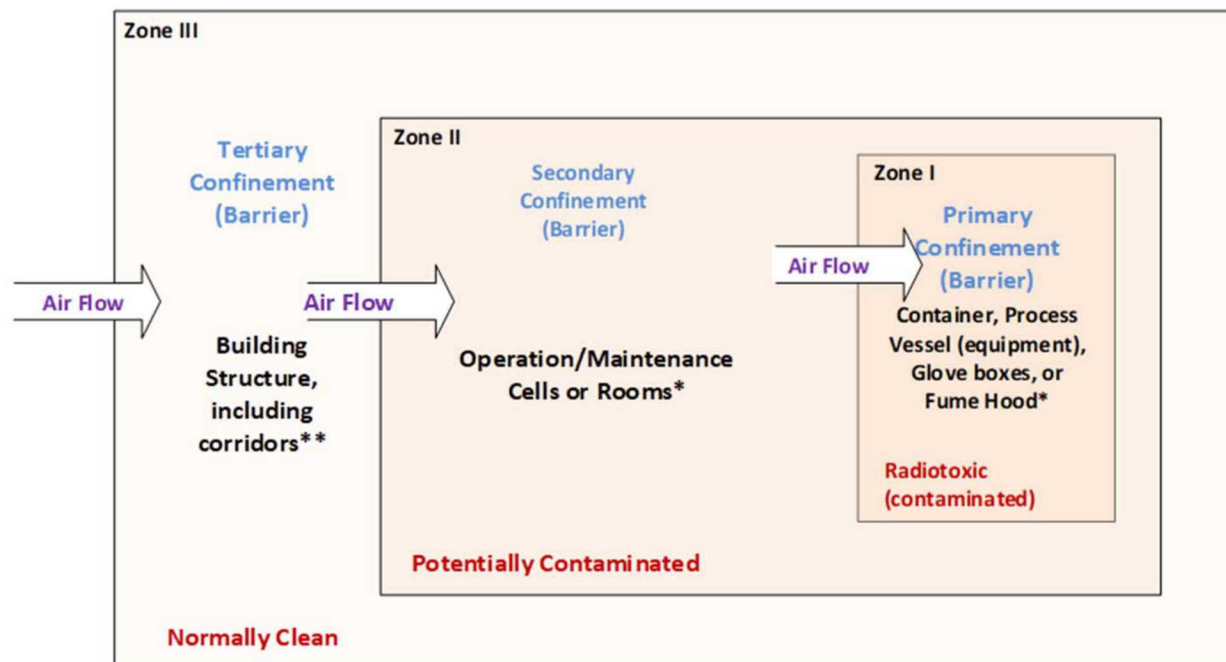 Zone III
Tertiary
Confinement
(Barrier)
Air Flow
Building
Structure,
including
corridors**
Normally Clean
Zone II
Secondary
Confinement
(Barrier)
Air Flow
Operation/Maintenance
Cells or Rooms*
Potentially Contaminated
Zone I
Primary
Confinement
(Barrier)
Air Flow
Container, Process
Vessel (equipment),
Glove boxes, or
Fume Hood*
Radiotoxic
(contaminated)